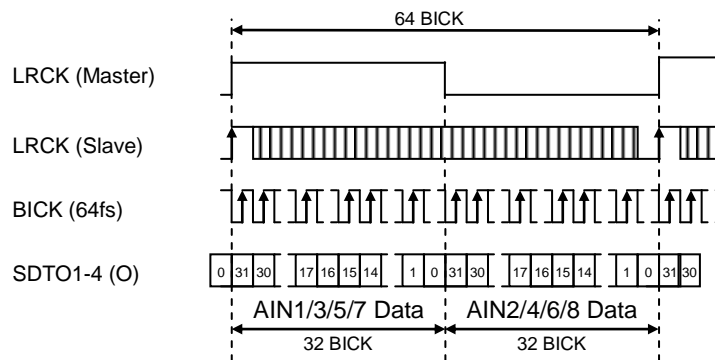 64 BICK
LRCK (Master)
LRCK (Slave)
BICK (64fs)
SDTO1-4 (O) 0 31 30 17 16 15 14 1 0 31 30 17 16 15 14 1 0 31 30
AIN1/3/5/7 Data AIN2/4/6/8 Data
32 BICK 32 BICK